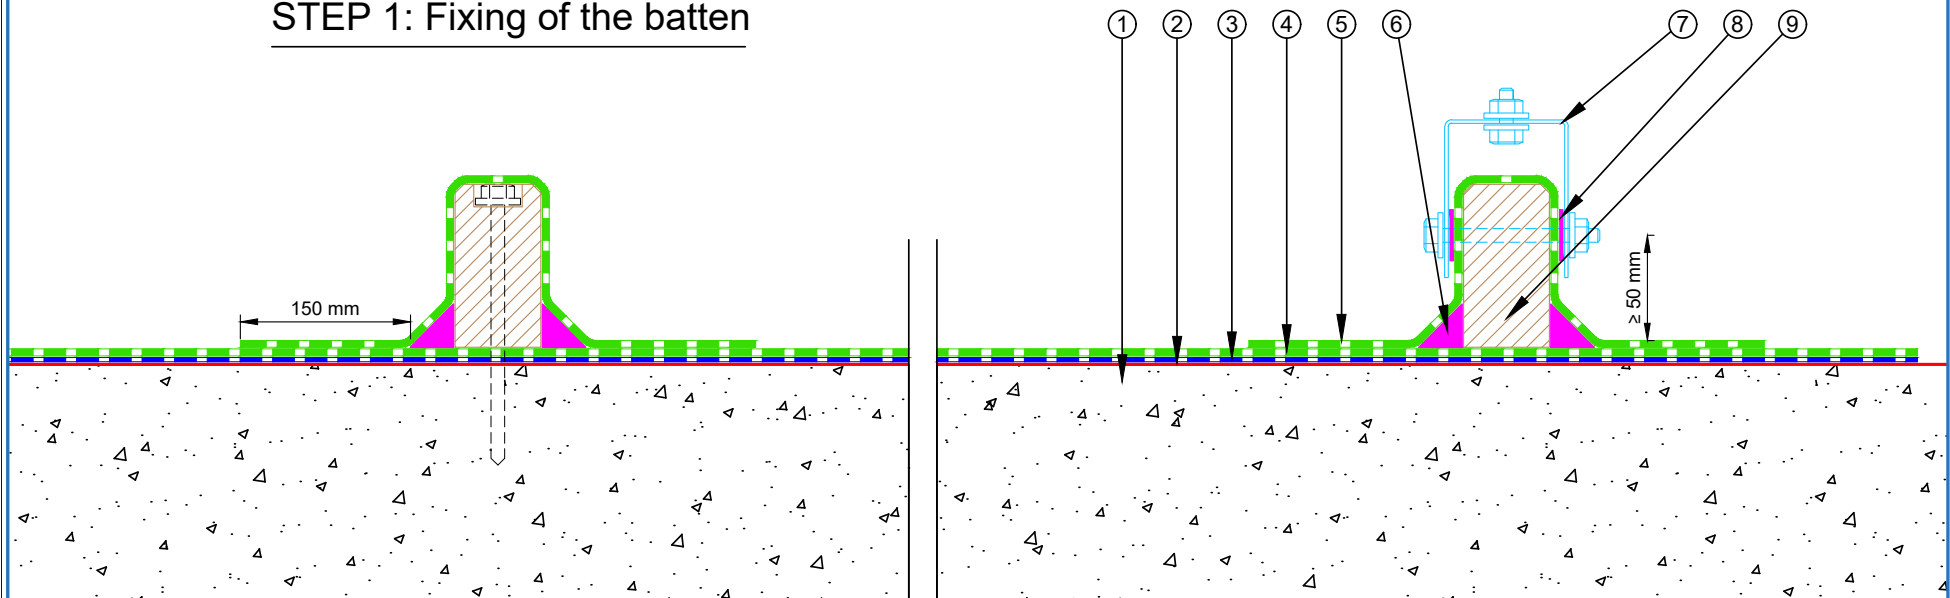 STEP 1: Fixing of the batten
1 2 3 4 5 6 7 8 9
150 mm
≥ 50 mm